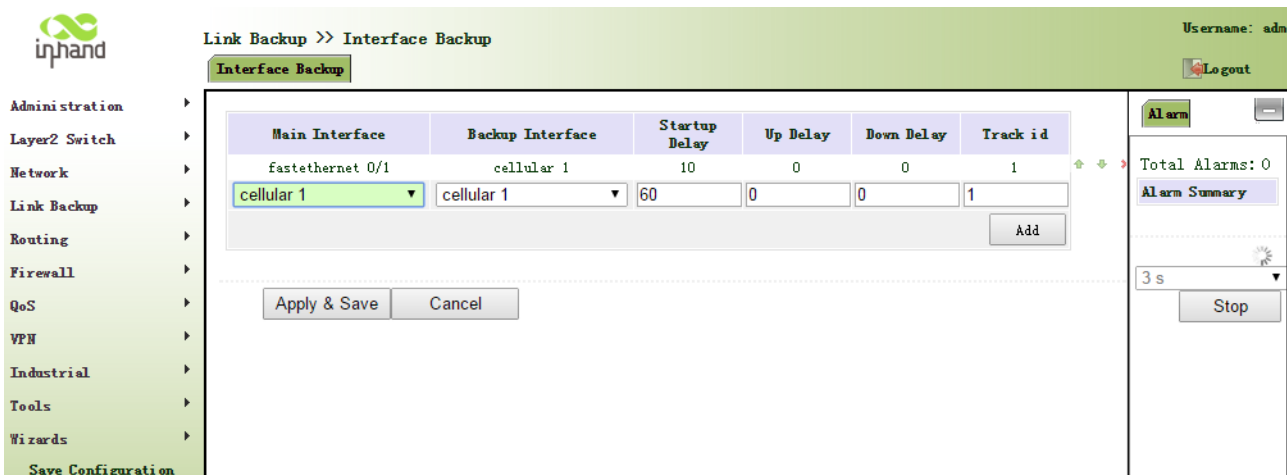 inhand
Link Backup >> Interface Backup
Username: adm
Interface Backup
Logout
Administration
Layer2 Switch
Network
Link Backup
Routing
Firewall
QoS
VPN
Industrial
Tools
Wizards
Save Configuration
Main Interface Backup Interface Startup Delay Up Delay Down Delay Track id
fastethernet 0/1 cellular 1 10 0 0 1
cellular 1 cellular 1 60 0 0 1
Add
Apply & Save Cancel
Alarm
Total Alarms: 0
Alarm Summary
3 s
Stop